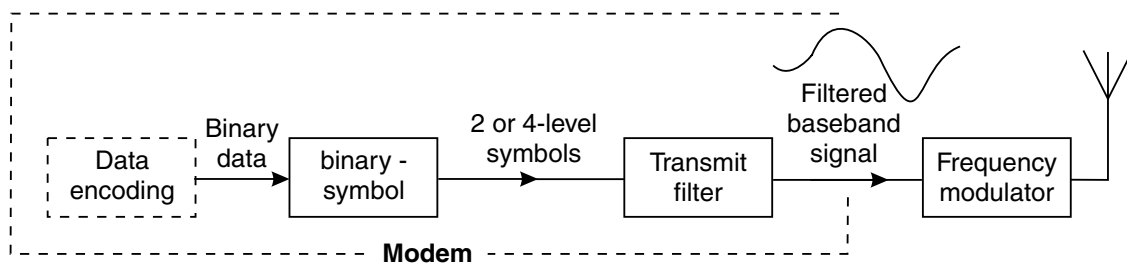 Data
encoding
Binary
data
binary -
symbol
2 or 4-level
symbols
Transmit
filter
Filtered
baseband
signal
Frequency
modulator
Modem